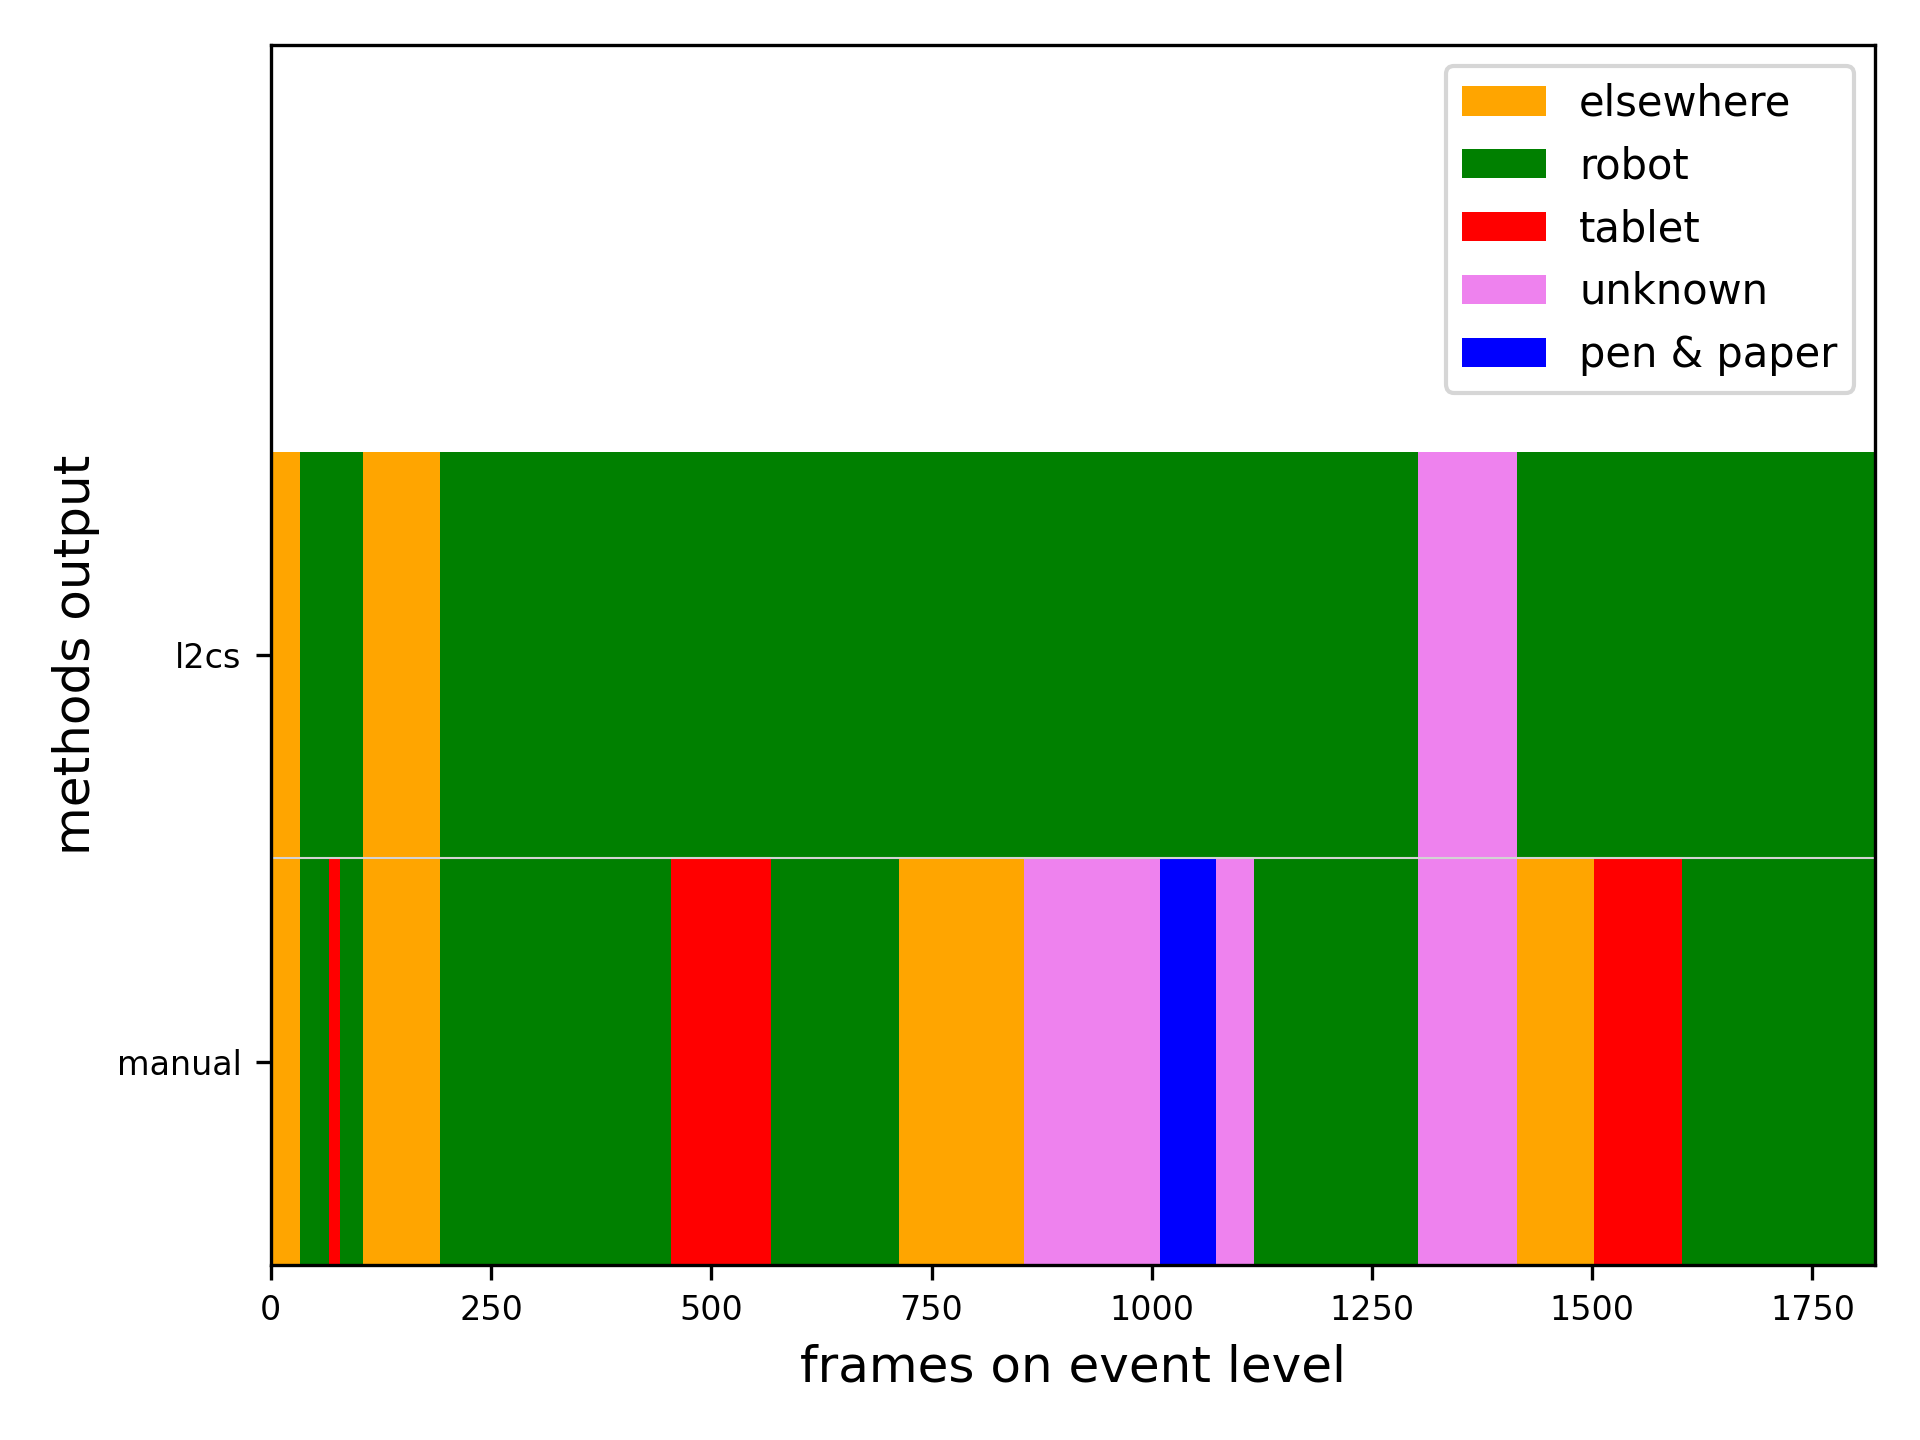 elsewhere
robot
tablet
unknown
pen & paper
methods output
l2cs
manual
0 250 500 750 1000 1250 1500 1750
frames on event level